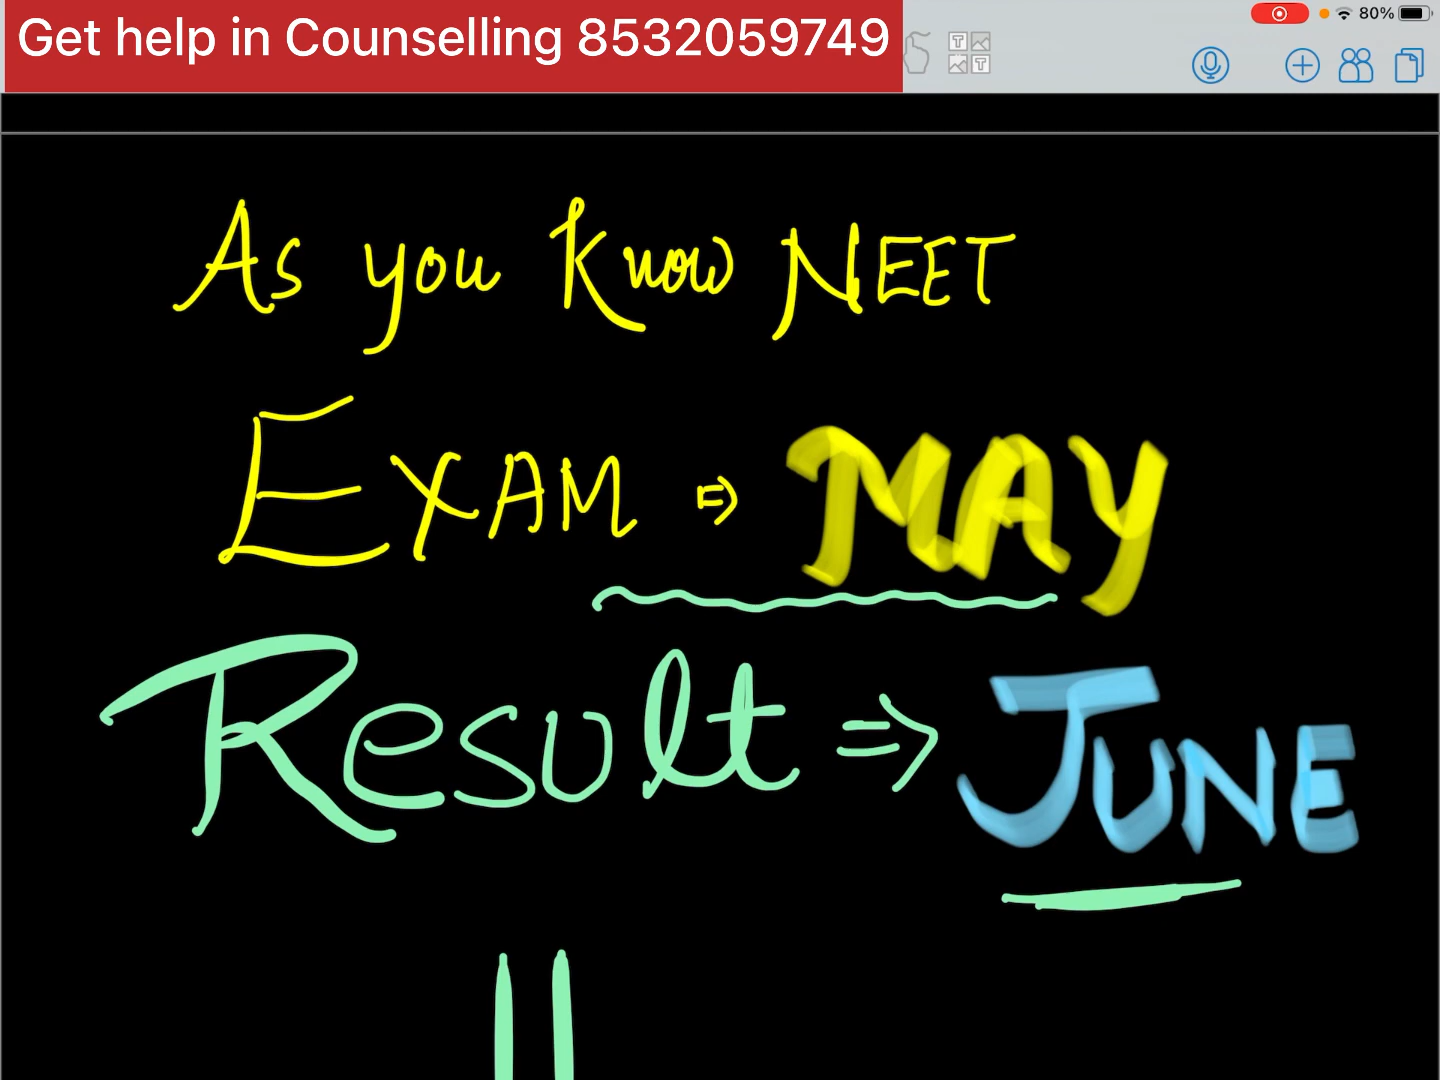 Get help in Counselling 8532059749
80%
As you Know NEET
EXAM ⇒ MAY
Result ⇒ JUNE